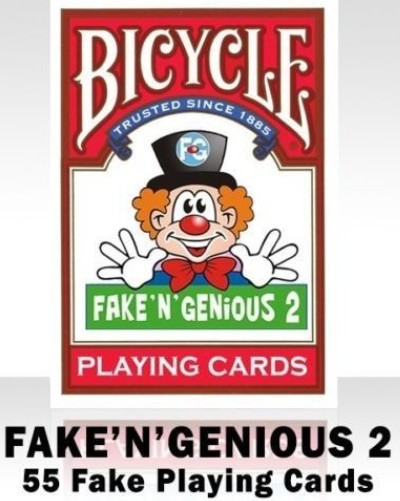 BICYCLE
TRUSTED SINCE 1885
FG
FAKE'N'GENiOUS 2
PLAYING CARDS
FAKE'N'GENIOUS 2
55 Fake Playing Cards